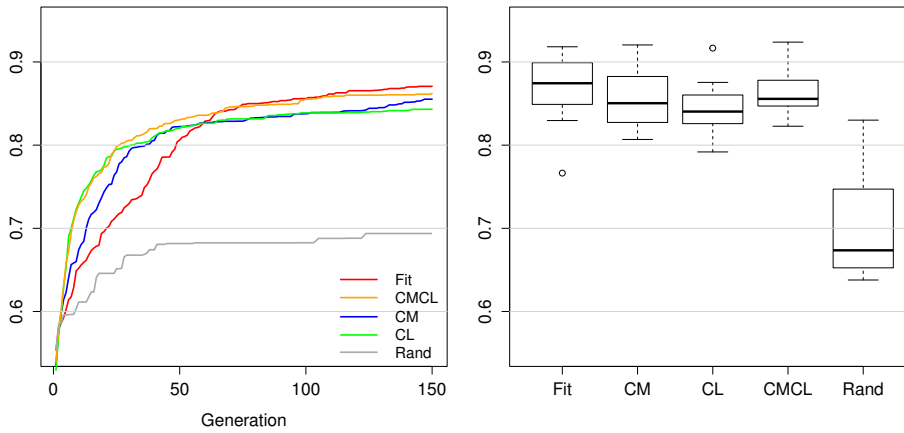 0.9
0.8
0.7
0.6
0
50
100
150
Generation
Fit
CMCL
CM
CL
Rand
0.9
0.8
0.7
0.6
Fit
CM
CL
CMCL
Rand